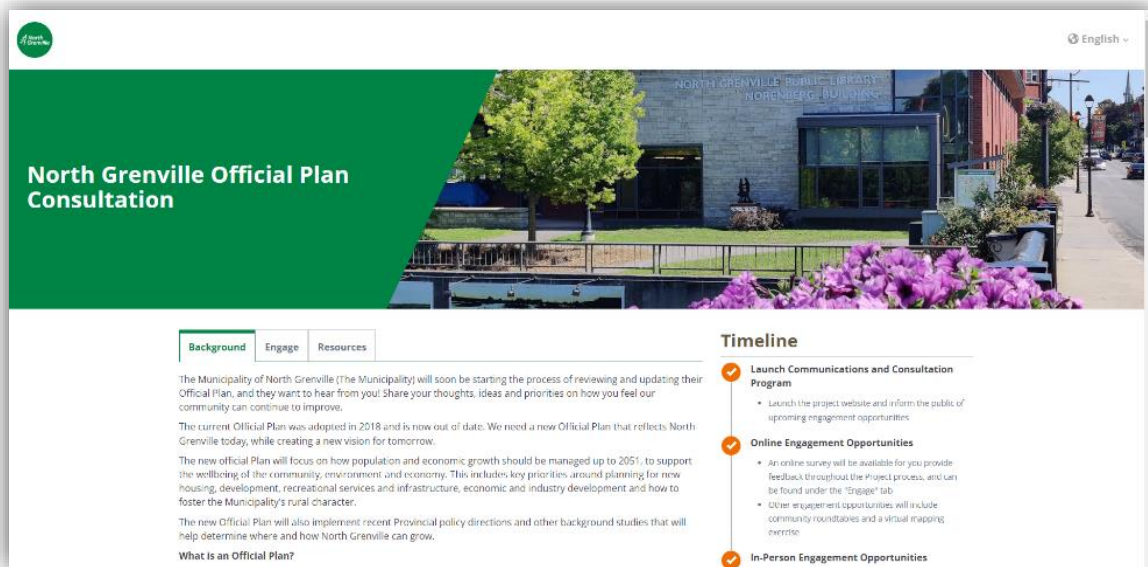 North Grenville
English
NORTH GRENVILLE PUBLIC LIBRARY
NORENBERG BUILDING
North Grenville Official Plan
Consultation
Background
Engage
Resources
The Municipality of North Grenville (The Municipality) will soon be starting the process of reviewing and updating their
Official Plan, and they want to hear from you! Share your thoughts, ideas and priorities on how you feel our
community can continue to improve.
The current Official Plan was adopted in 2018 and is now out of date. We need a new Official Plan that reflects North
Grenville today, while creating a new vision for tomorrow.
The new official Plan will focus on how population and economic growth should be managed up to 2051, to support
the wellbeing of the community, environment and economy. This includes key priorities around planning for new
housing, development, recreational services and infrastructure, economic and industry development and how to
foster the Municipality's rural character.
The new Official Plan will also implement recent Provincial policy directions and other background studies that will
help determine where and how North Grenville can grow.
What is an Official Plan?
Timeline
Launch Communications and Consultation
Program
Launch the project website and inform the public of
upcoming engagement opportunities
Online Engagement Opportunities
An online survey will be available for you provide
feedback throughout the Project process, and can
be found under the "Engage" tab
Other engagement opportunities will include
community roundtables and a virtual mapping
exercise
In-Person Engagement Opportunities